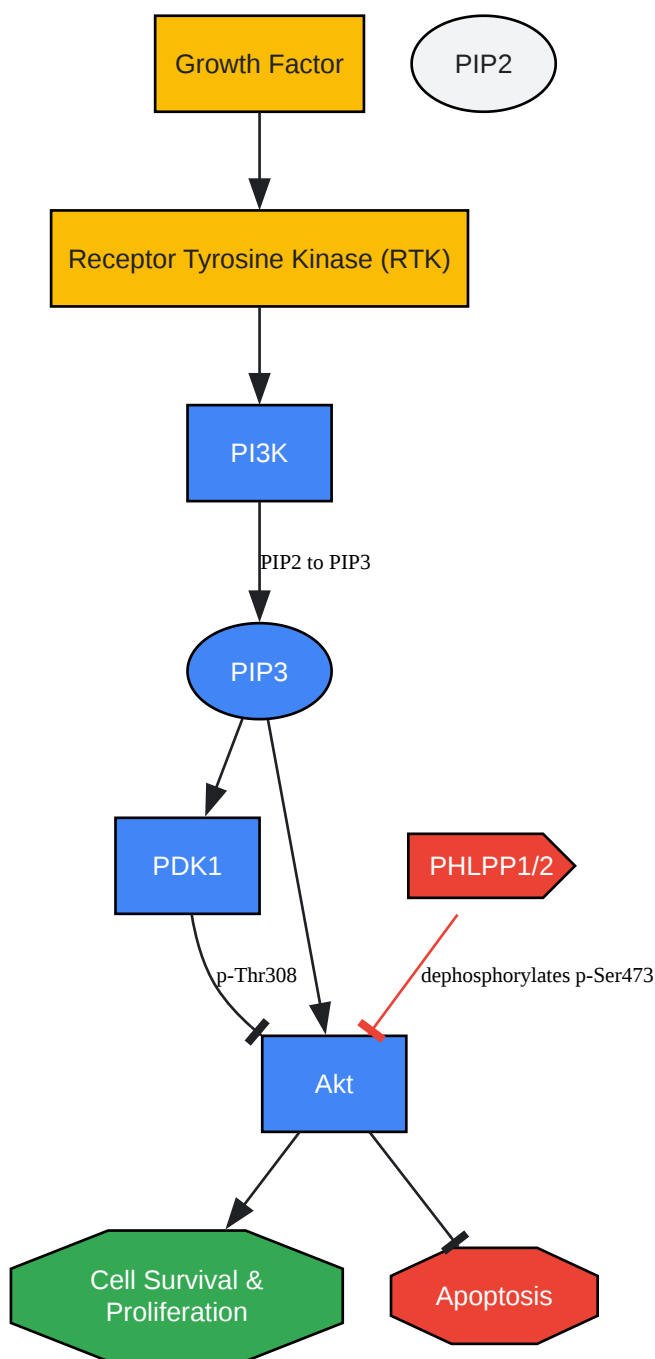 Growth Factor
PIP2
Receptor Tyrosine Kinase (RTK)
PI3K
PIP2 to PIP3
PIP3
PDK1
PHLPP1/2
p-Thr308
dephosphorylates p-Ser473
Akt
Cell Survival &
Proliferation
Apoptosis